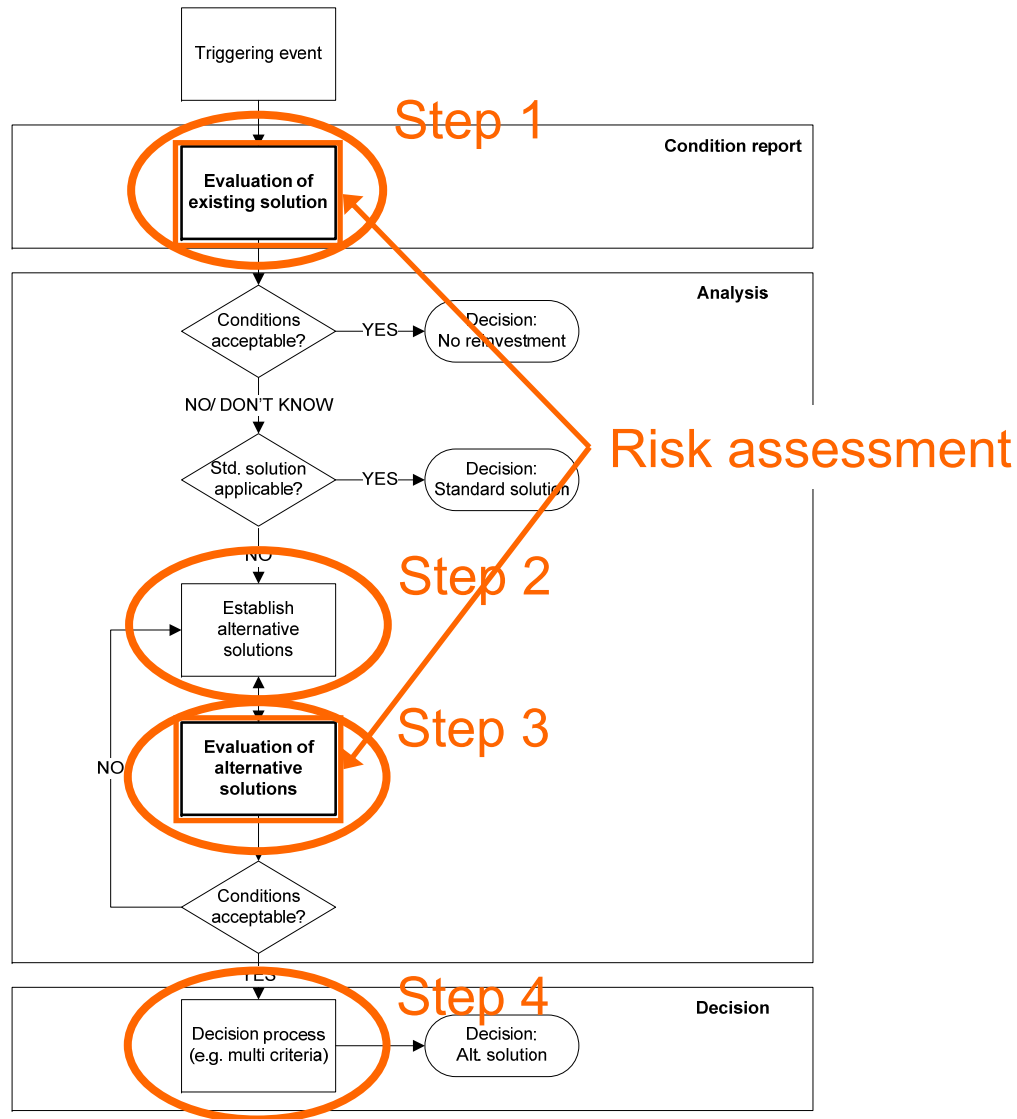 Triggering event
Step 1
Condition report
Evaluation of
existing solution
Analysis
Conditions
acceptable?
YES
Decision:
No reinvestment
NO/ DON'T KNOW
Risk assessment
Std. solution
applicable?
YES
Decision:
Standard solution
NO
Step 2
Establish
alternative
solutions
Step 3
Evaluation of
alternative
solutions
NO
Conditions
acceptable?
YES
Step 4
Decision
Decision process
(e.g. multi criteria)
Decision:
Alt. solution